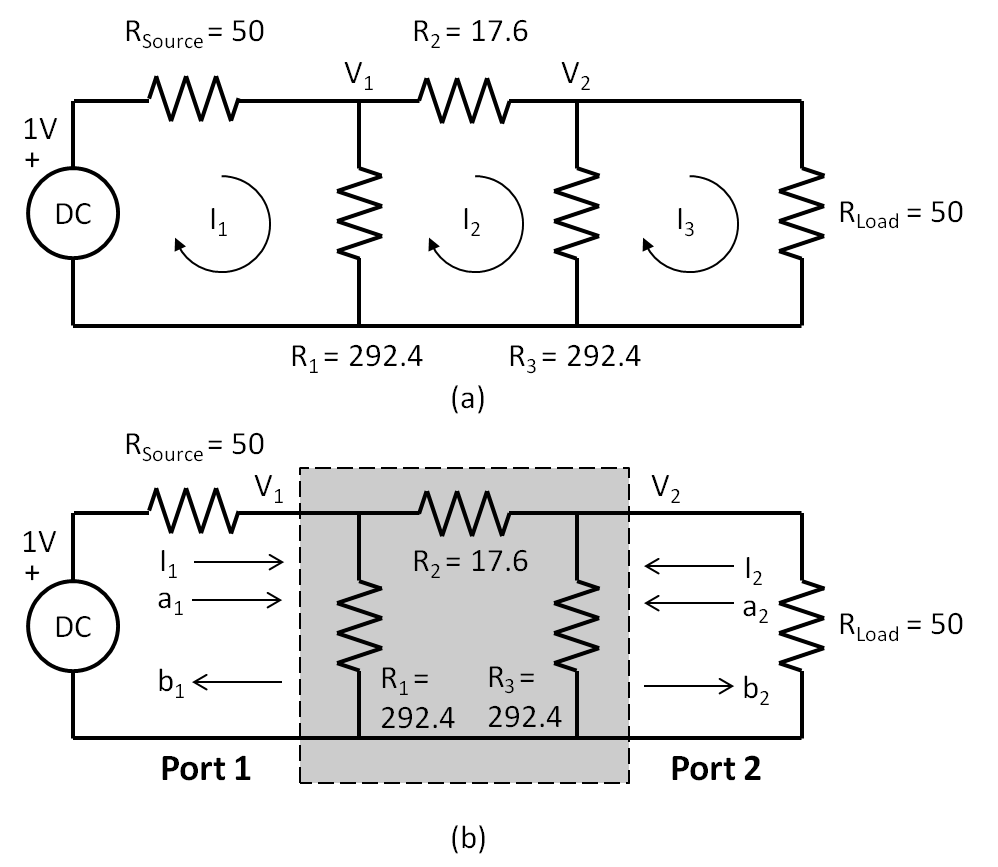 R_Source = 50
R_2 = 17.6
V_1
V_2
1V
+
DC
I_1
I_2
I_3
R_Load = 50
R_1 = 292.4
R_3 = 292.4
(a)
R_Source = 50
V_1
V_2
1V
+
I_1
R_2 = 17.6
I_2
a_1
a_2
DC
R_Load = 50
b_1
R_1 =
292.4
R_3 =
292.4
b_2
Port 1
Port 2
(b)